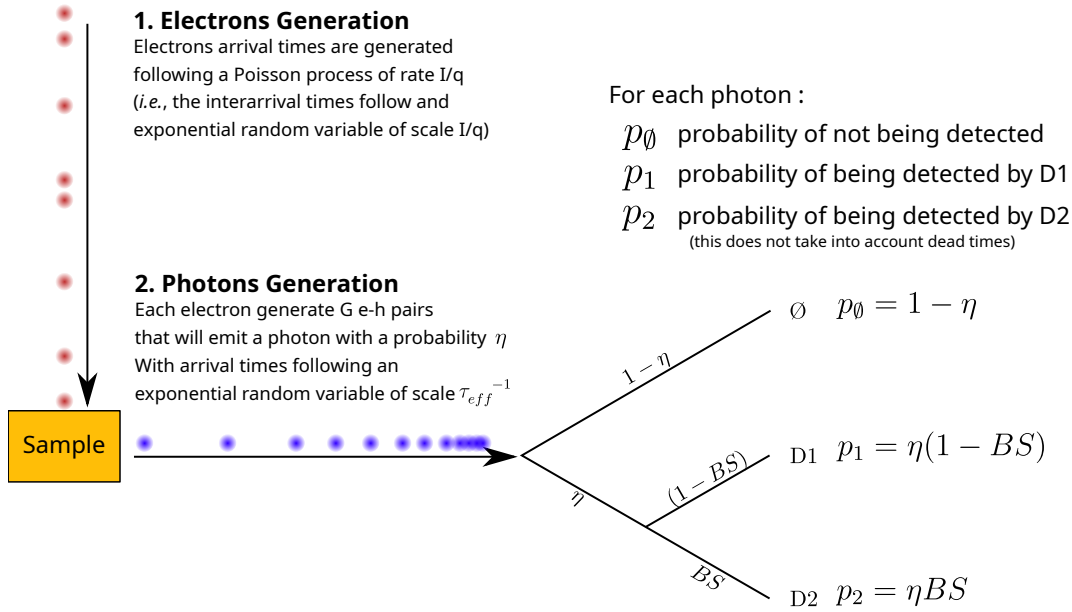 1. Electrons Generation
Electrons arrival times are generated
following a Poisson process of rate I/q
(i.e., the interarrival times follow and
exponential random variable of scale I/q)
For each photon :
p∅ probability of not being detected
p1 probability of being detected by D1
p2 probability of being detected by D2
(this does not take into account dead times)
2. Photons Generation
Each electron generate G e-h pairs
that will emit a photon with a probability η
With arrival times following an
exponential random variable of scale τeff⁻¹
Sample
1 − η
Ø p∅ = 1 − η
η
(1 − BS)
D1 p1 = η(1 − BS)
BS
D2 p2 = ηBS